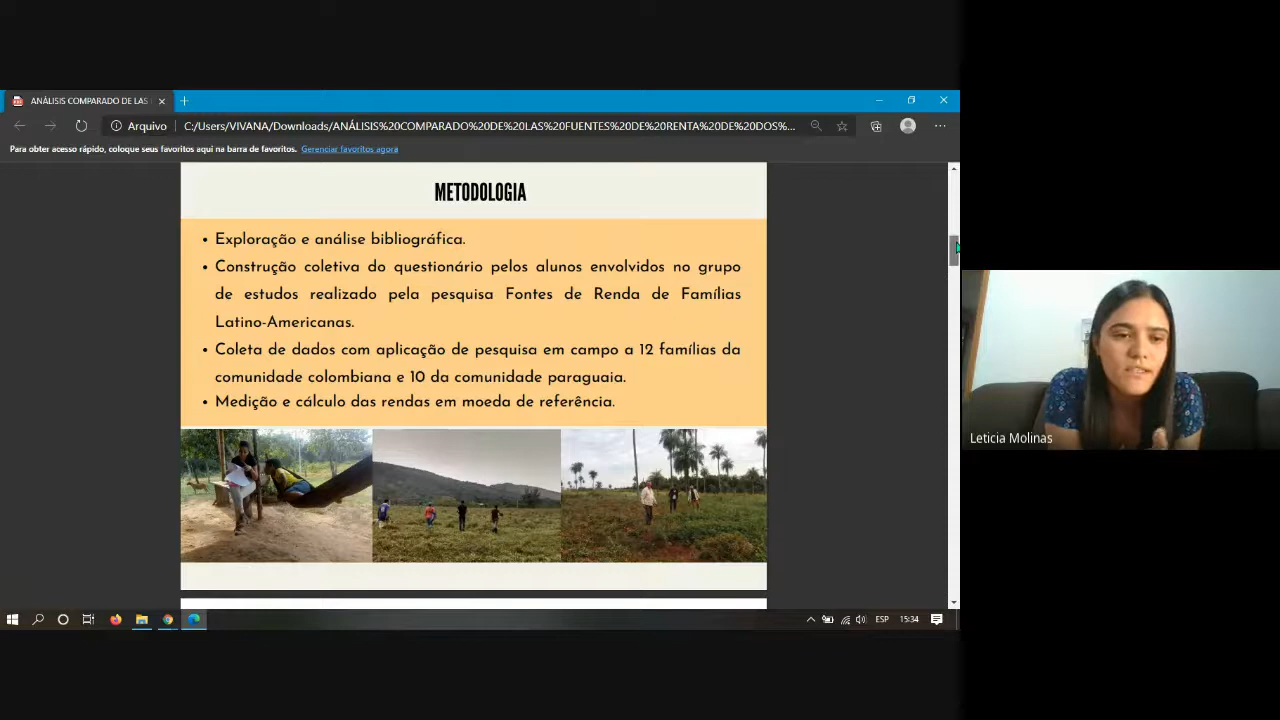 ANÁLISIS COMPARADO DE LAS
Arquivo
C:/Users/VIVANA/Downloads/ANÁLISIS%20COMPARADO%20DE%20LAS%20FUENTES%20DE%20RENTA%20DE%20DOS%...
Para obter acesso rápido, coloque seus favoritos aqui na barra de favoritos. Gerenciar favoritos agora
METODOLOGIA
• Exploração e análise bibliográfica.
• Construção coletiva do questionário pelos alunos envolvidos no grupo
de estudos realizado pela pesquisa Fontes de Renda de Famílias
Latino-Americanas.
• Coleta de dados com aplicação de pesquisa em campo a 12 famílias da
comunidade colombiana e 10 da comunidade paraguaia.
• Medição e cálculo das rendas em moeda de referência.
Leticia Molinas
ESP
15:34